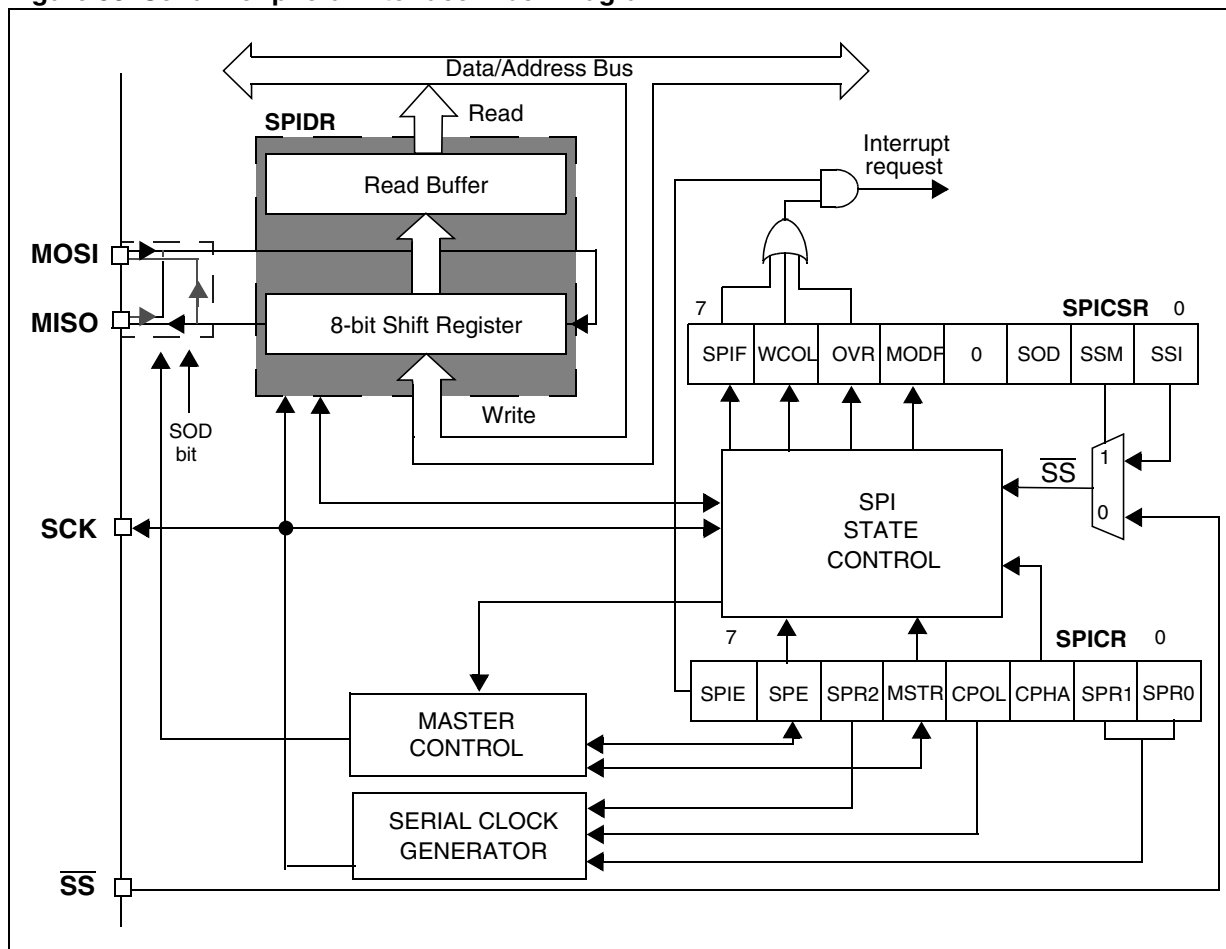 Data/Address Bus
SPIDR
Read
Read Buffer
Interrupt
request
MOSI
MISO
8-bit Shift Register
7
SPICSR
0
SPIF
WCOL
OVR
MODF
0
SOD
SSM
SSI
SOD
bit
Write
1
SS
0
SCK
SPI
STATE
CONTROL
7
SPICR
0
SPIE
SPE
SPR2
MSTR
CPOL
CPHA
SPR1
SPR0
MASTER
CONTROL
SERIAL CLOCK
GENERATOR
SS